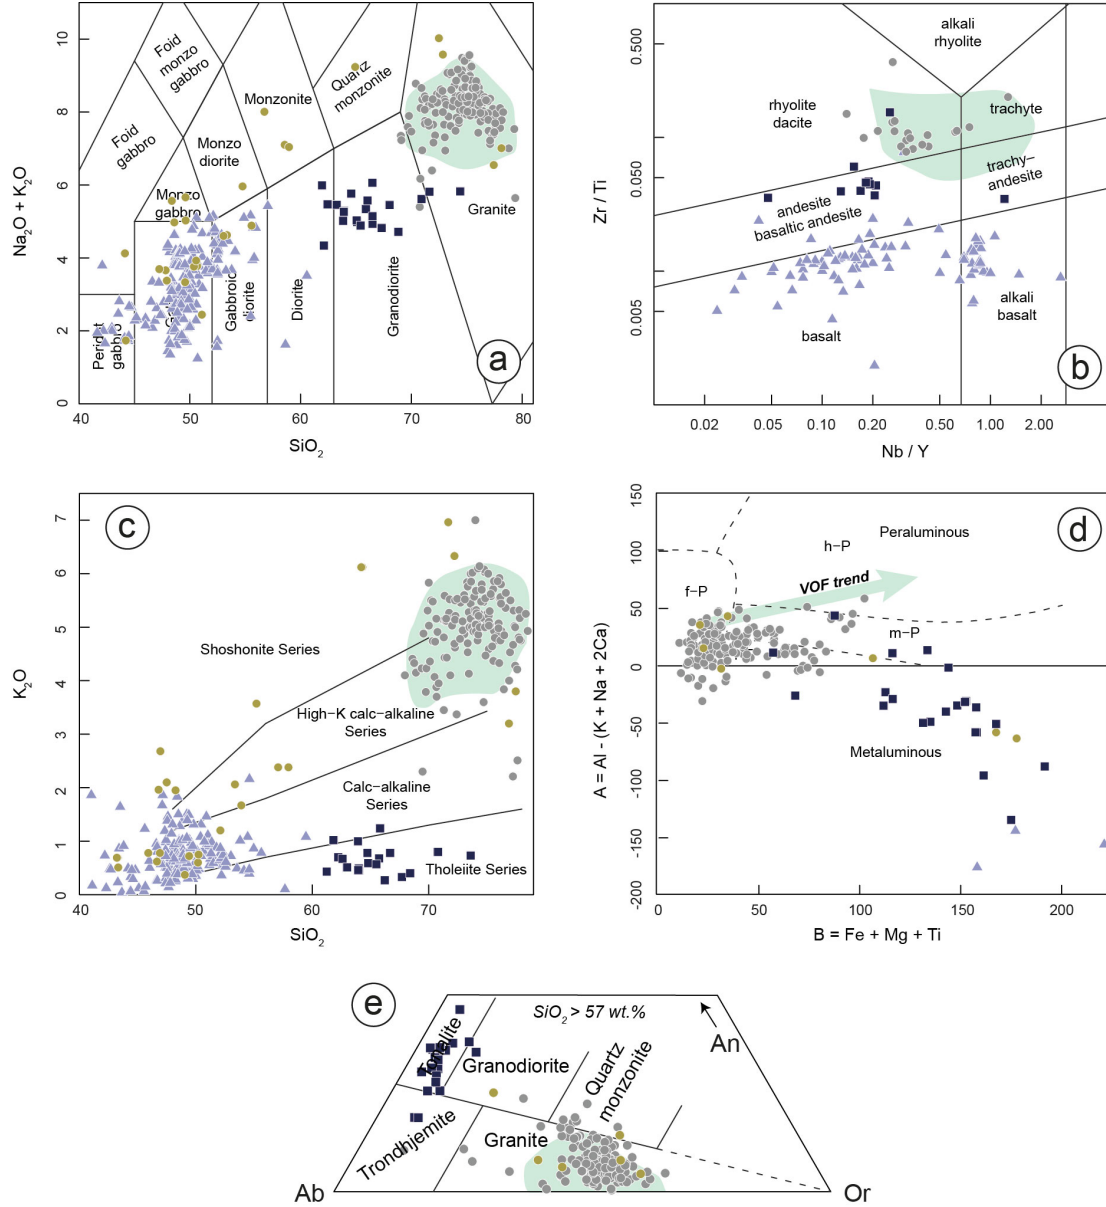 a
Na₂O + K₂O
10
8
6
4
2
0
40
50
60
70
80
SiO₂
Foid
monzo
gabbro
Foid
gabbro
Monzonite
Quartz
monzonite
Monzo
diorite
Monzo
gabbro
Granite
Gabbroic
diorite
Diorite
Granodiorite
gabbro
b
Zr / Ti
0.500
0.050
0.005
0.02
0.05
0.10
0.20
0.50
1.00
2.00
Nb / Y
alkali
rhyolite
rhyolite
dacite
trachyte
trachy–
andesite
andesite
basaltic andesite
basalt
alkali
basalt
c
K₂O
7
6
5
4
3
2
1
0
40
50
60
70
SiO₂
Shoshonite Series
High-K calc-alkaline
Series
Calc–alkaline
Series
Tholeiite Series
d
A = Al - (K + Na + 2Ca)
150
100
50
0
-50
-100
-150
-200
0
50
100
150
200
B = Fe + Mg + Ti
Peraluminous
h–P
VOF trend
f–P
m–P
Metaluminous
e
SiO₂ > 57 wt.%
An
Tonalite
Granodiorite
Quartz
monzonite
Granite
Trondhjemite
Ab
Or